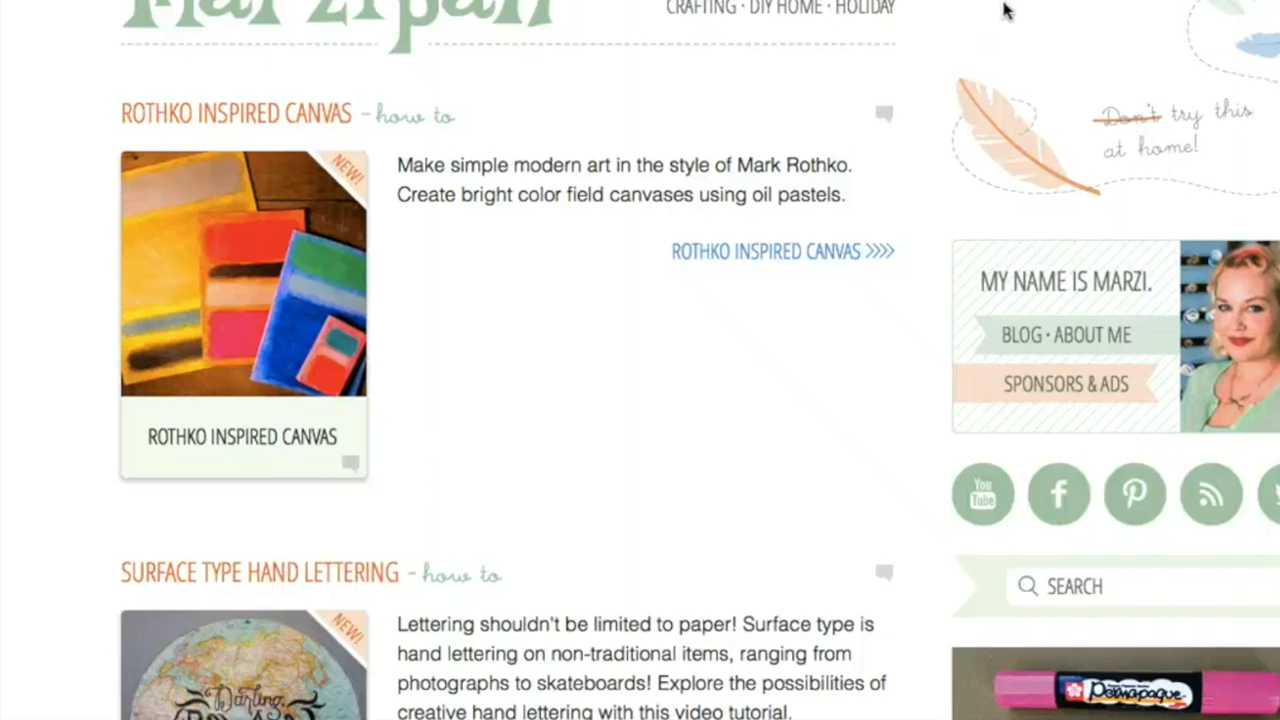 Marzipan
CRAFTING · DIY HOME · HOLIDAY
ROTHKO INSPIRED CANVAS - how to
NEW!
Make simple modern art in the style of Mark Rothko.
Create bright color field canvases using oil pastels.
ROTHKO INSPIRED CANVAS
ROTHKO INSPIRED CANVAS
Don't try this
at home!
MY NAME IS MARZI.
BLOG · ABOUT ME
SPONSORS & ADS
You
Tube
SEARCH
Permapaque
SURFACE TYPE HAND LETTERING - how to
NEW!
Darling,
Lettering shouldn't be limited to paper! Surface type is
hand lettering on non-traditional items, ranging from
photographs to skateboards! Explore the possibilities of
creative hand lettering with this video tutorial.